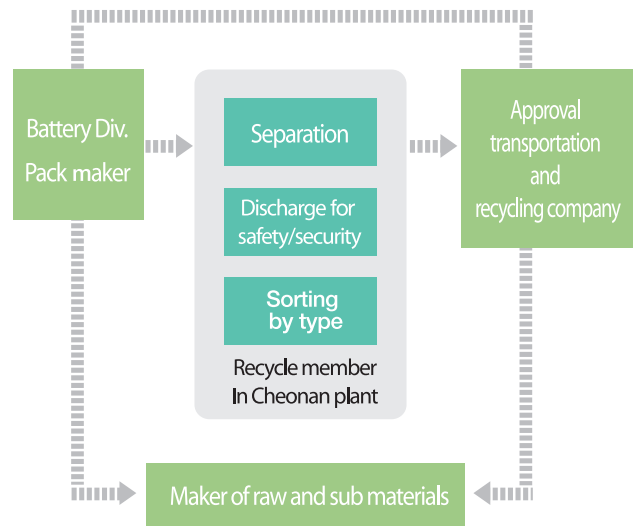 Battery Div.
Pack maker
Separation
Discharge for
safety/security
Sorting
by type
Recycle member
In Cheonan plant
Approval
transportation
and
recycling company
Maker of raw and sub materials